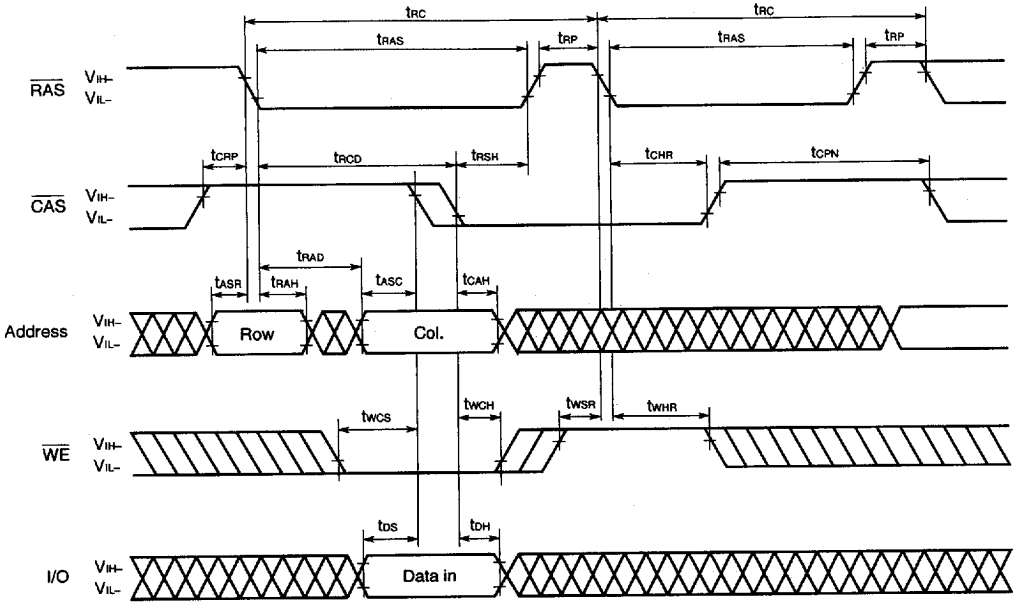 tRC tRC
tRAS tRP tRAS tRP
RAS VIH– VIL–
tCRP tRCD tRSH tCHR tCPN
CAS VIH– VIL–
tRAD
tASR tRAH tASC tCAH
Address VIH– VIL– Row Col.
tWCS tWCH tWSR tWHR
WE VIH– VIL–
tDS tDH
I/O VIH– VIL– Data in